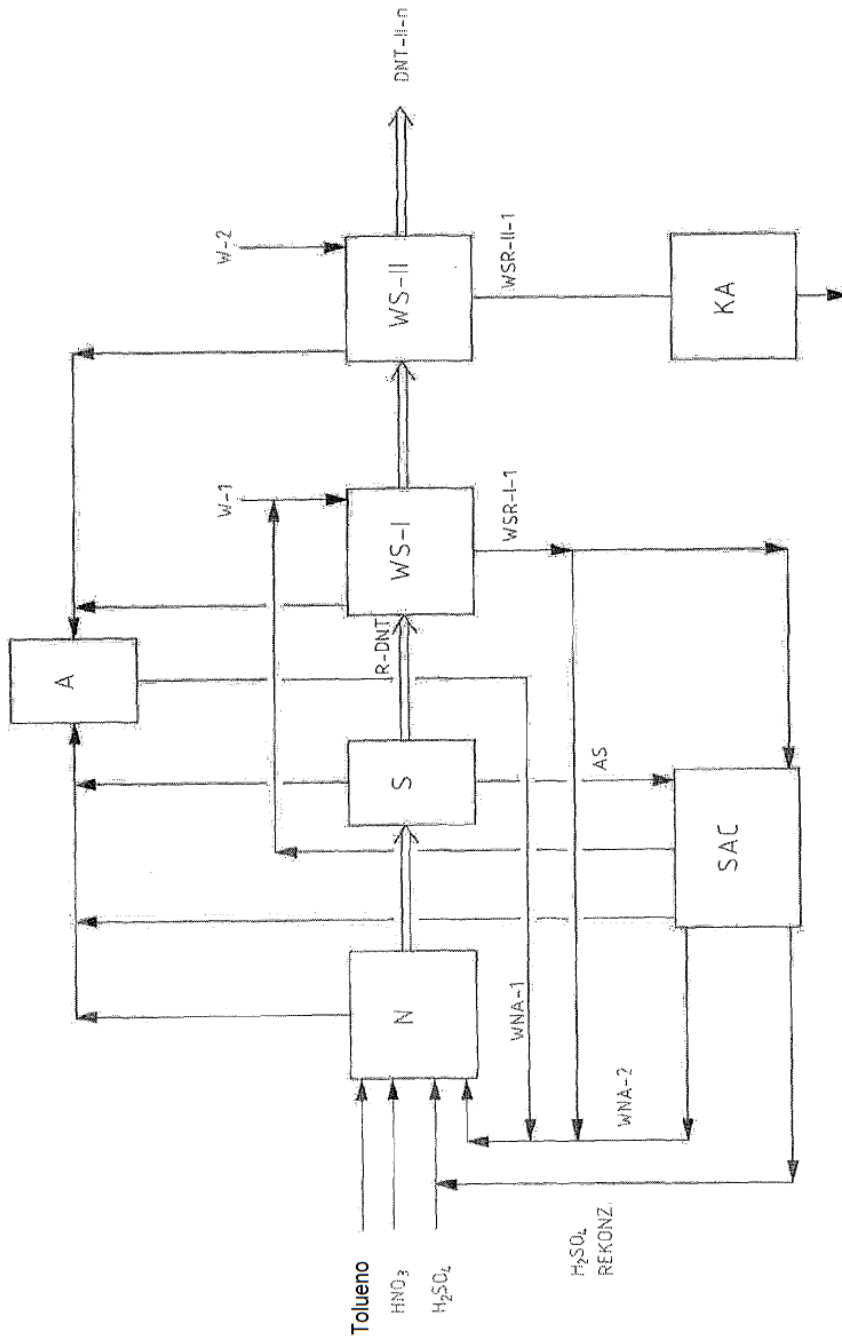 A
W-1
W-2
Tolueno
HNO₃
H₂SO₄
N
S
R-DNT
WS-I
WS-II
DNT-II-n
WNA-1
AS
WSR-I-1
WSR-II-1
WNA-2
SAC
KA
H₂SO₄
REKONZ.